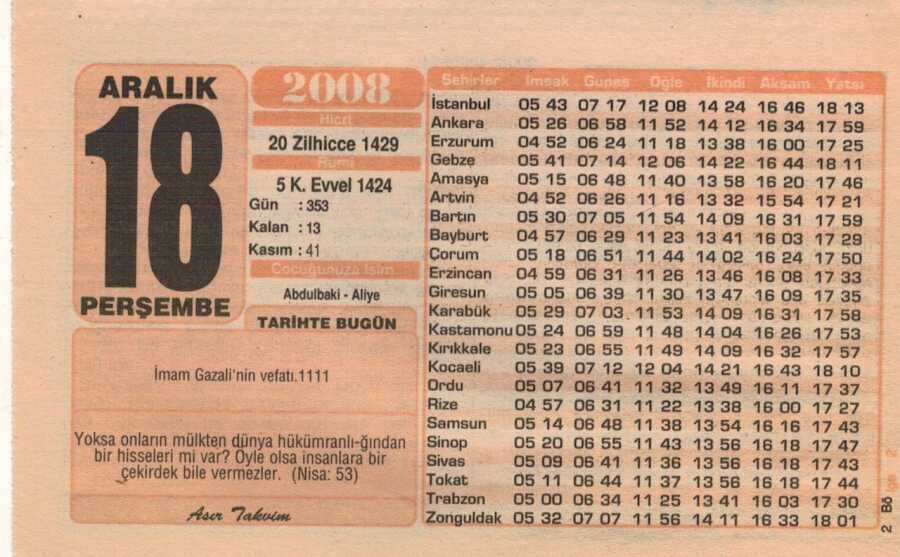 ARALIK
18
PERŞEMBE
2008
Hicri
20 Zilhicce 1429
Rumi
5 K. Evvel 1424
Gün :353
Kalan : 13
Kasım : 41
Çocuğunuza İsim
Abdulbaki - Aliye
TARİHTE BUGÜN
İmam Gazali'nin vefatı.1111
Yoksa onların mülkten dünya hükümranlı-ğından
bir hisseleri mi var? Öyle olsa insanlara bir
çekirdek bile vermezler. (Nisa: 53)
Asır Takvim
Şehirler İmsak Güneş Öğle İkindi Akşam Yatsı
İstanbul 05 43 07 17 12 08 14 24 16 46 18 13
Ankara 05 26 06 58 11 52 14 12 16 34 17 59
Erzurum 04 52 06 24 11 18 13 38 16 00 17 25
Gebze 05 41 07 14 12 06 14 22 16 44 18 11
Amasya 05 15 06 48 11 40 13 58 16 20 17 46
Artvin 04 52 06 26 11 16 13 32 15 54 17 21
Bartın 05 30 07 05 11 54 14 09 16 31 17 59
Bayburt 04 57 06 29 11 23 13 41 16 03 17 29
Çorum 05 18 06 51 11 44 14 02 16 24 17 50
Erzincan 04 59 06 31 11 26 13 46 16 08 17 33
Giresun 05 05 06 39 11 30 13 47 16 09 17 35
Karabük 05 29 07 03 11 53 14 09 16 31 17 58
Kastamonu 05 24 06 59 11 48 14 04 16 26 17 53
Kırıkkale 05 23 06 55 11 49 14 09 16 32 17 57
Kocaeli 05 39 07 12 12 04 14 21 16 43 18 10
Ordu 05 07 06 41 11 32 13 49 16 11 17 37
Rize 04 57 06 31 11 22 13 38 16 00 17 27
Samsun 05 14 06 48 11 38 13 54 16 16 17 43
Sinop 05 20 06 55 11 43 13 56 16 18 17 47
Sivas 05 09 06 41 11 36 13 56 16 18 17 43
Tokat 05 11 06 44 11 37 13 56 16 18 17 44
Trabzon 05 00 06 34 11 25 13 41 16 03 17 30
Zonguldak 05 32 07 07 11 56 14 11 16 33 18 01
2 Bö